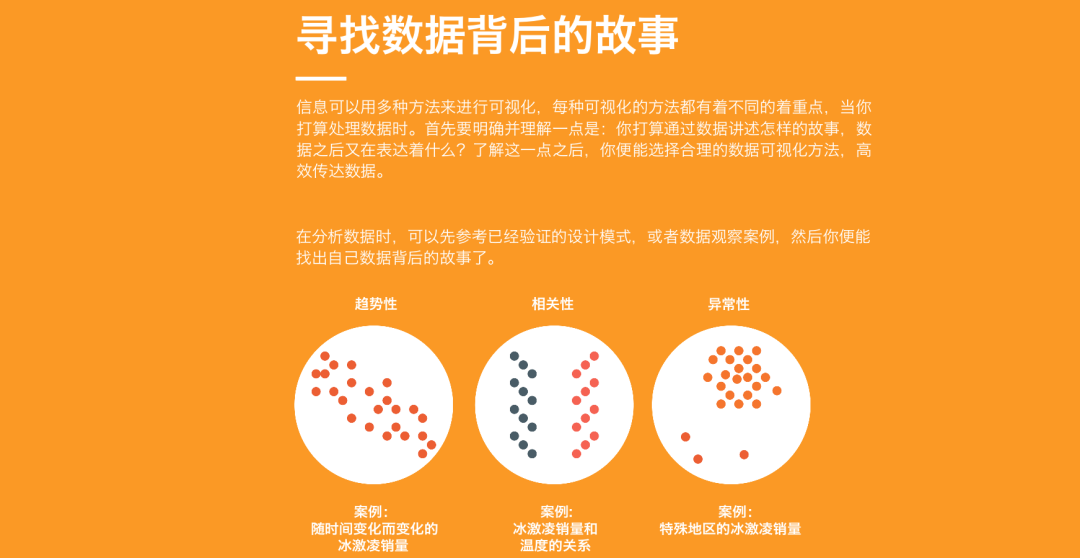 寻找数据背后的故事
信息可以用多种方法来进行可视化，每种可视化的方法都有着不同的着重点，当你
打算处理数据时。首先要明确并理解一点是：你打算通过数据讲述怎样的故事，数
据之后又在表达着什么？了解这一点之后，你便能选择合理的数据可视化方法，高
效传达数据。
在分析数据时，可以先参考已经验证的设计模式，或者数据观察案例，然后你便能
找出自己数据背后的故事了。
趋势性
相关性
异常性
案例：
随时间变化而变化的
冰激凌销量
案例:
冰激凌销量和
温度的关系
案例：
特殊地区的冰激凌销量